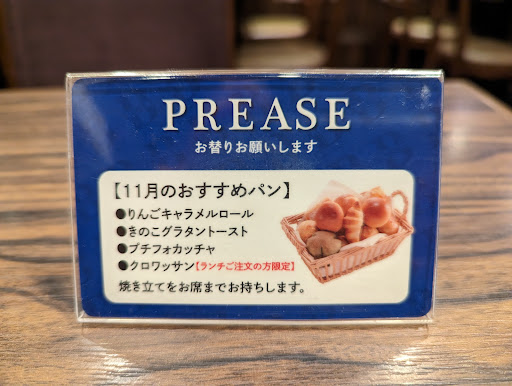 PREASE
お替りお願いします
【11月のおすすめパン】
●りんごキャラメルロール
●きのこグラタントースト
●プチフォカッチャ
●クロワッサン【ランチご注文の方限定】
焼き立てをお席までお持ちします。